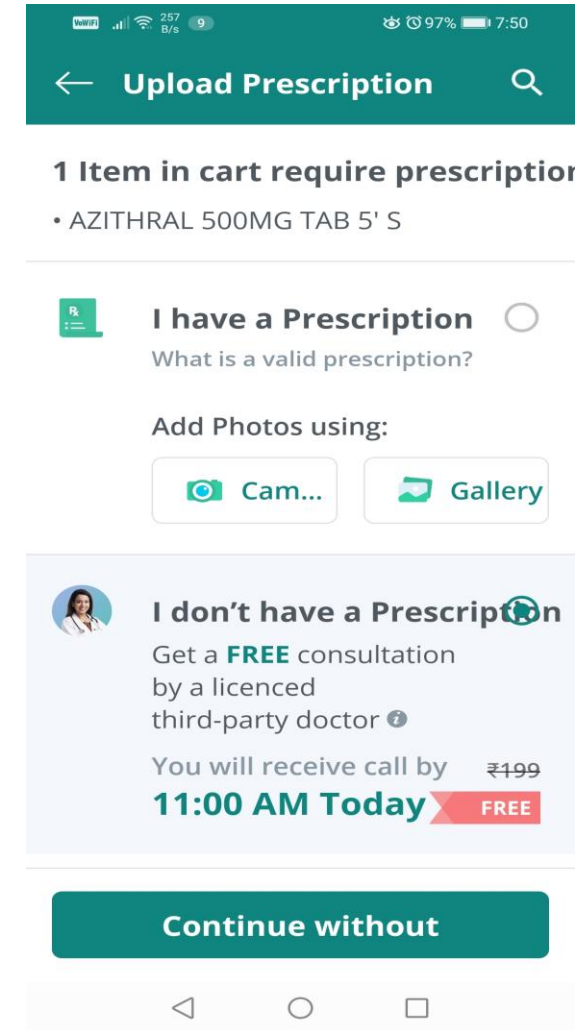 VoWiFi 257 B/s 9 97% 7:50
Upload Prescription
1 Item in cart require prescription
• AZITHRAL 500MG TAB 5' S
Rx
I have a Prescription
What is a valid prescription?
Add Photos using:
Cam... Gallery
I don’t have a Prescription
Get a FREE consultation
by a licenced
third-party doctor i
You will receive call by ₹199
11:00 AM Today FREE
Continue without